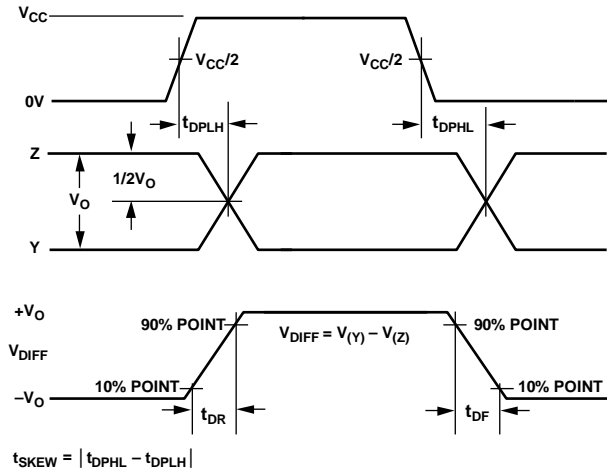 VCC
VCC/2 VCC/2
0V
tDPLH tDPHL
Z
1/2VO
VO
Y
+VO
90% POINT VDIFF = V(Y) – V(Z) 90% POINT
VDIFF
10% POINT 10% POINT
–VO
tDR tDF
tSKEW = |tDPHL – tDPLH|